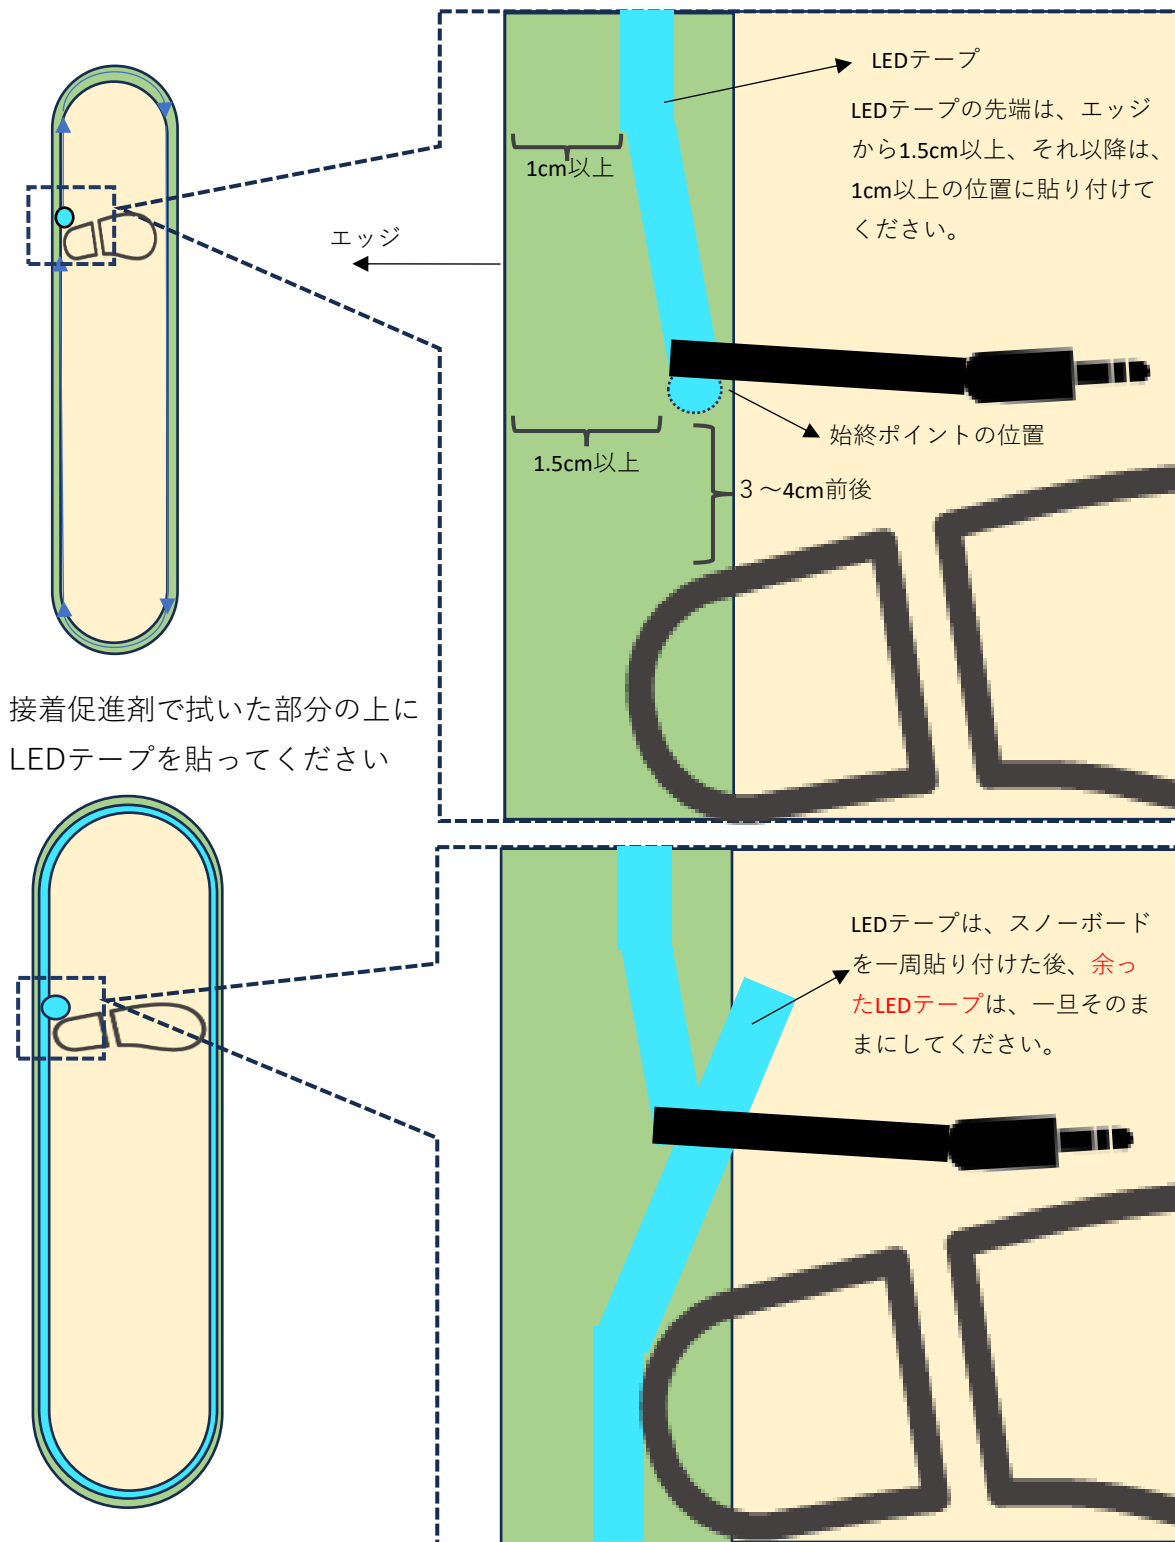 LEDテープ
LEDテープの先端は、エッジ
から1.5cm以上、それ以降は、
1cm以上の位置に貼り付けて
ください。
1cm以上
エッジ
始終ポイントの位置
1.5cm以上
3～4cm前後
接着促進剤で拭いた部分の上に
LEDテープを貼ってください
LEDテープは、スノーボード
を一周貼り付けた後、余っ
たLEDテープは、一旦そのま
まにしてください。